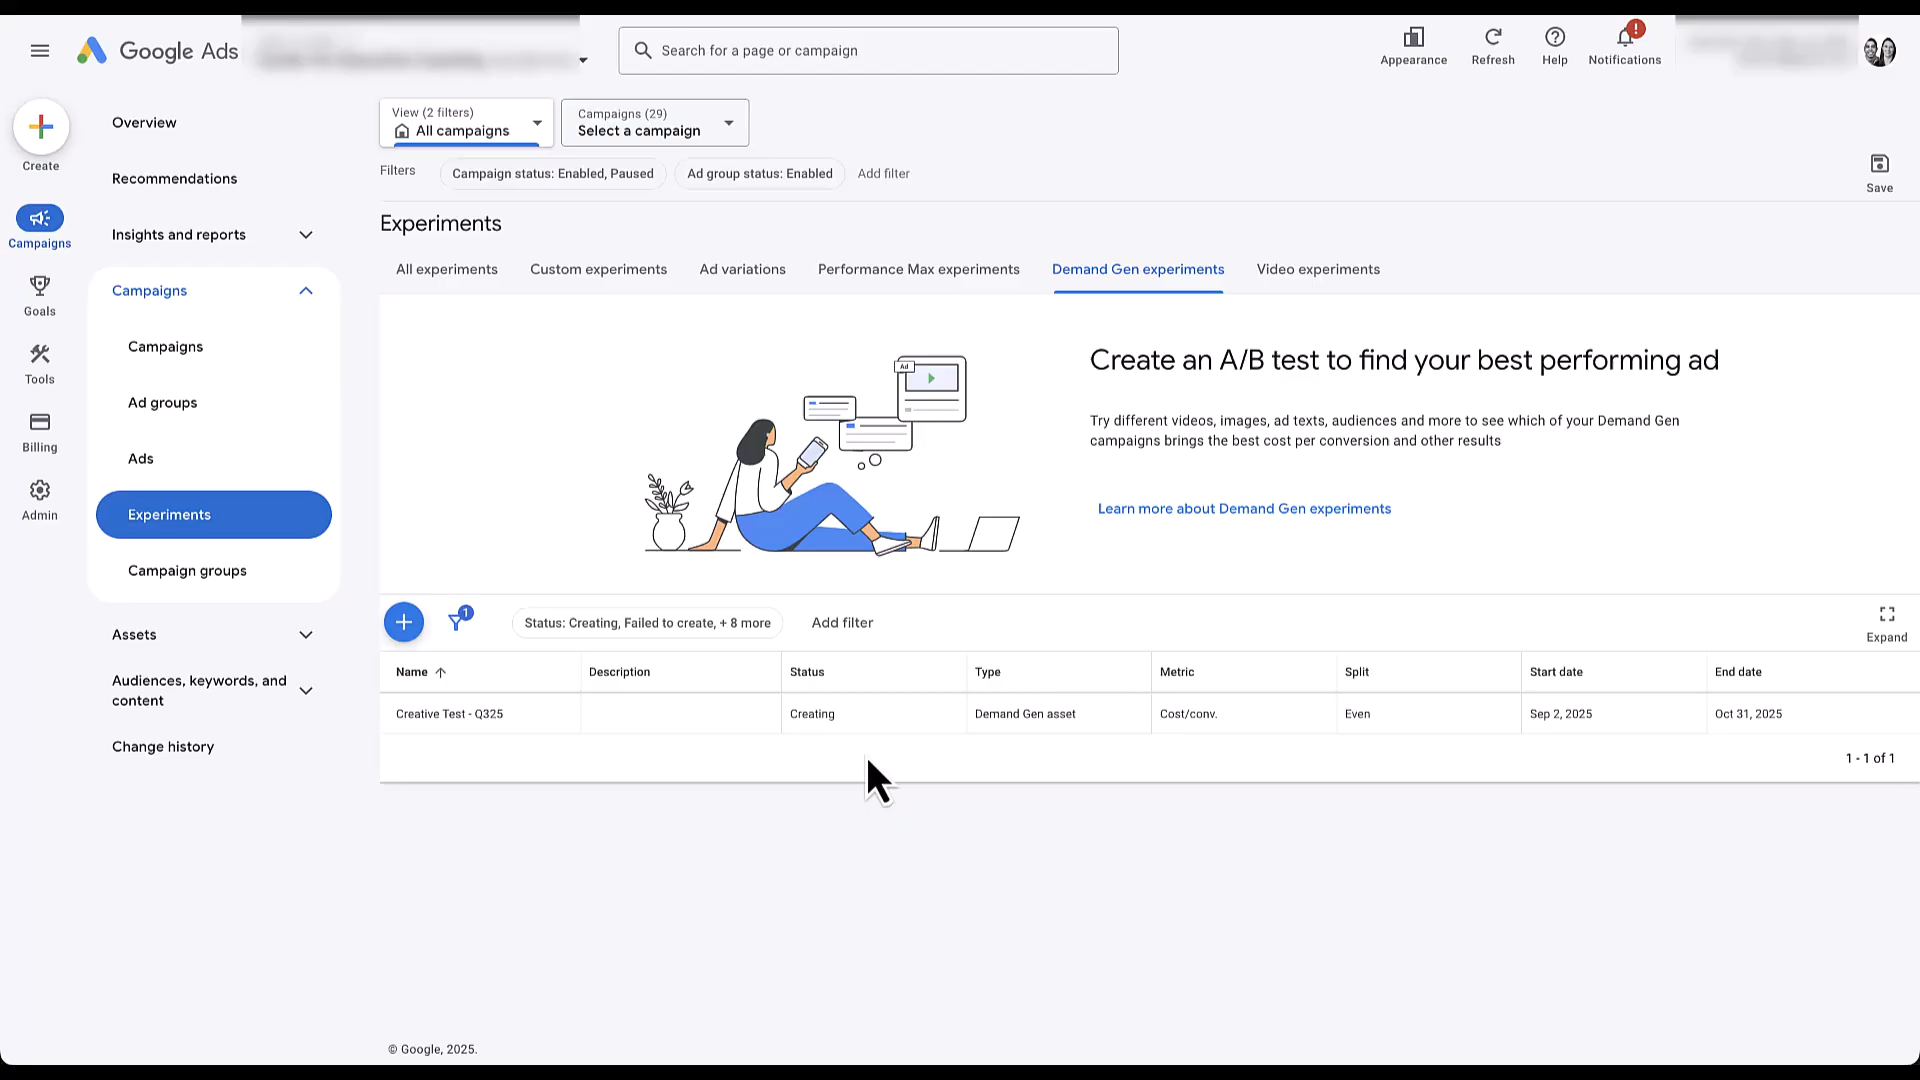 Google Ads
Search for a page or campaign
Appearance
Refresh
Help
Notifications
!
Create
Campaigns
Goals
Tools
Billing
Admin
Overview
Recommendations
Insights and reports
Campaigns
Campaigns
Ad groups
Ads
Experiments
Campaign groups
Assets
Audiences, keywords, and
content
Change history
View (2 filters)
All campaigns
Campaigns (29)
Select a campaign
Filters
Campaign status: Enabled, Paused
Ad group status: Enabled
Add filter
Save
Experiments
All experiments
Custom experiments
Ad variations
Performance Max experiments
Demand Gen experiments
Video experiments
Ad
Create an A/B test to find your best performing ad
Try different videos, images, ad texts, audiences and more to see which of your Demand Gen
campaigns brings the best cost per conversion and other results
Learn more about Demand Gen experiments
1
Status: Creating, Failed to create, + 8 more
Add filter
Expand
Name Description Status Type Metric Split Start date End date
Creative Test - Q325 Creating Demand Gen asset Cost/conv. Even Sep 2, 2025 Oct 31, 2025
1 - 1 of 1
© Google, 2025.